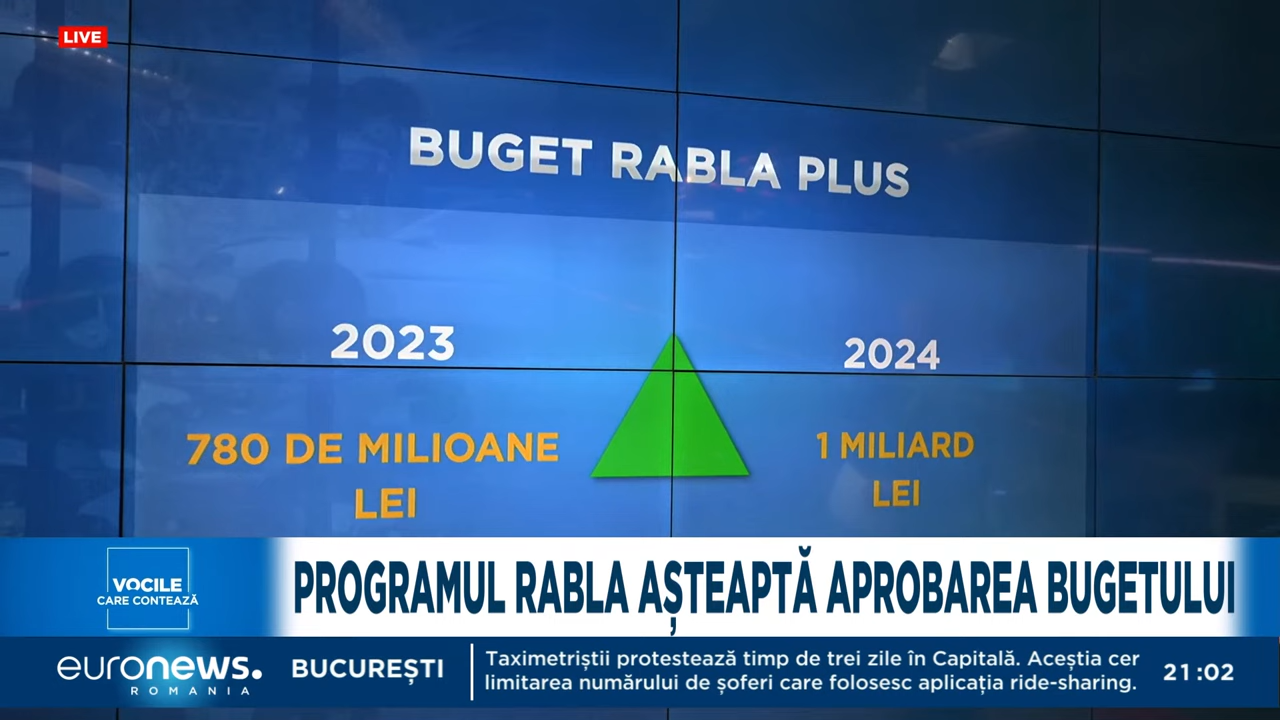 LIVE
BUGET RABLA PLUS
2023
2024
780 DE MILIOANE
LEI
1 MILIARD
LEI
VOCILE
CARE CONTEAZĂ
PROGRAMUL RABLA AȘTEAPTĂ APROBAREA BUGETULUI
euronews.
ROMANIA
BUCUREȘTI
Taximetriștii protestează timp de trei zile în Capitală. Aceștia cer
limitarea numărului de șoferi care folosesc aplicația ride-sharing.
21:02